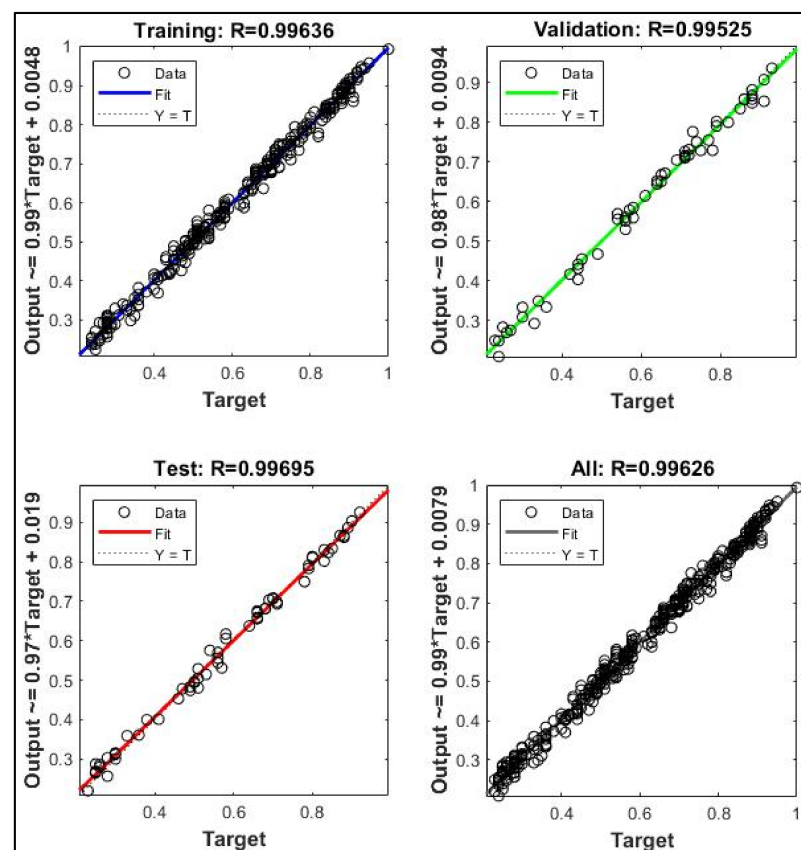 Training: R=0.99636
Output ~= 0.99*Target + 0.0048
1
0.9
0.8
0.7
0.6
0.5
0.4
0.3
Data
Fit
Y = T
0.4
0.6
0.8
1
Target
Validation: R=0.99525
Output ~= 0.98*Target + 0.0094
1
0.9
0.8
0.7
0.6
0.5
0.4
0.3
Data
Fit
Y = T
0.4
0.6
0.8
Target
Test: R=0.99695
Output ~= 0.97*Target + 0.019
0.9
0.8
0.7
0.6
0.5
0.4
0.3
Data
Fit
Y = T
0.4
0.6
0.8
Target
All: R=0.99626
Output ~= 0.99*Target + 0.0079
1
0.9
0.8
0.7
0.6
0.5
0.4
0.3
Data
Fit
Y = T
0.4
0.6
0.8
1
Target